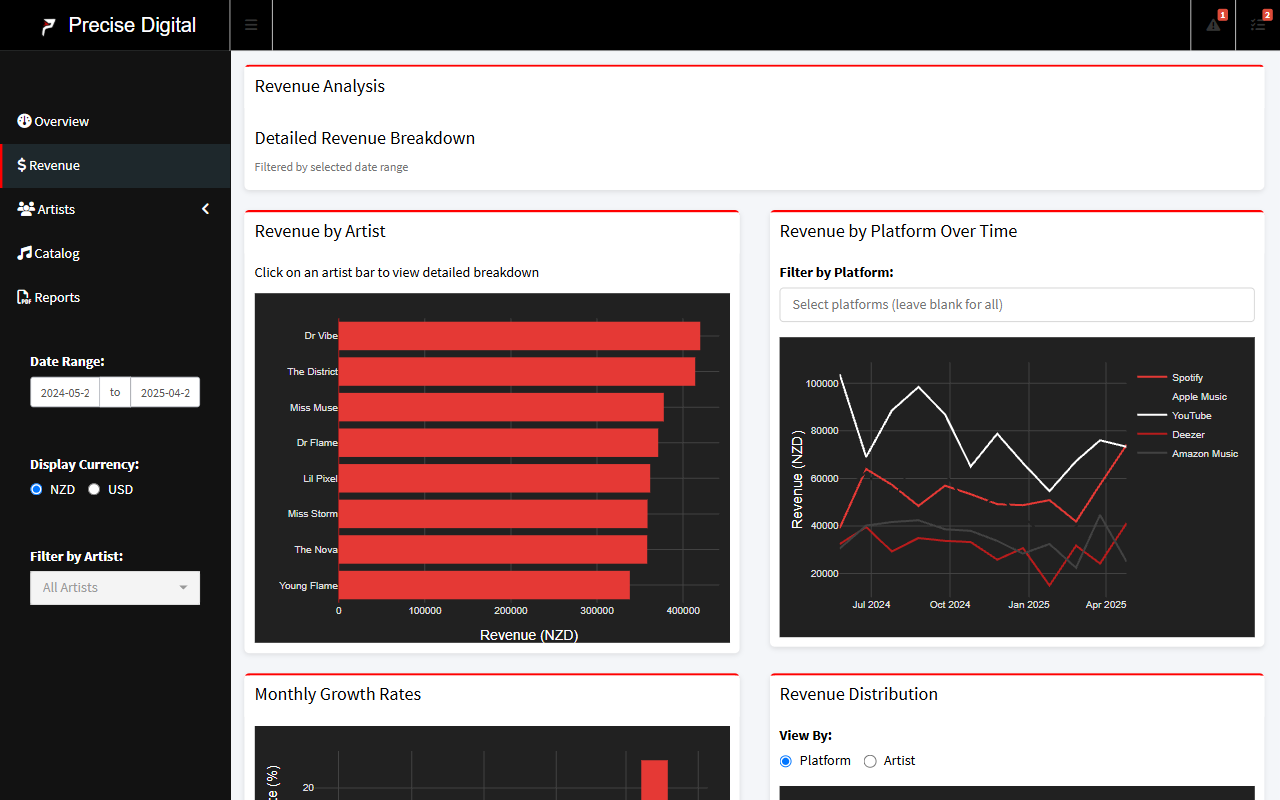 Precise Digital
1
2
Overview
Revenue
Artists
Catalog
Reports
Date Range:
2024-05-2 to 2025-04-2
Display Currency:
NZD USD
Filter by Artist:
All Artists
Revenue Analysis
Detailed Revenue Breakdown
Filtered by selected date range
Revenue by Artist
Click on an artist bar to view detailed breakdown
Dr Vibe
The District
Miss Muse
Dr Flame
Lil Pixel
Miss Storm
The Nova
Young Flame
0 100000 200000 300000 400000
Revenue (NZD)
Revenue by Platform Over Time
Filter by Platform:
Select platforms (leave blank for all)
Revenue (NZD)
100000
80000
60000
40000
20000
Jul 2024 Oct 2024 Jan 2025 Apr 2025
Spotify
Apple Music
YouTube
Deezer
Amazon Music
Monthly Growth Rates
20
(%)
Revenue Distribution
View By:
Platform Artist